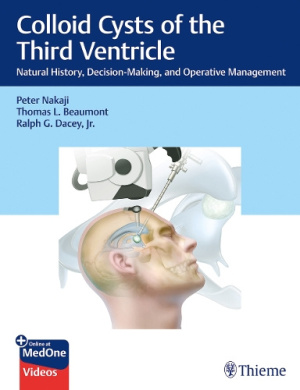 Colloid Cysts of the
Third Ventricle
Natural History, Decision-Making, and Operative Management
Peter Nakaji
Thomas L. Beaumont
Ralph G. Dacey, Jr.
+ Online at
MedOne
Videos
Thieme